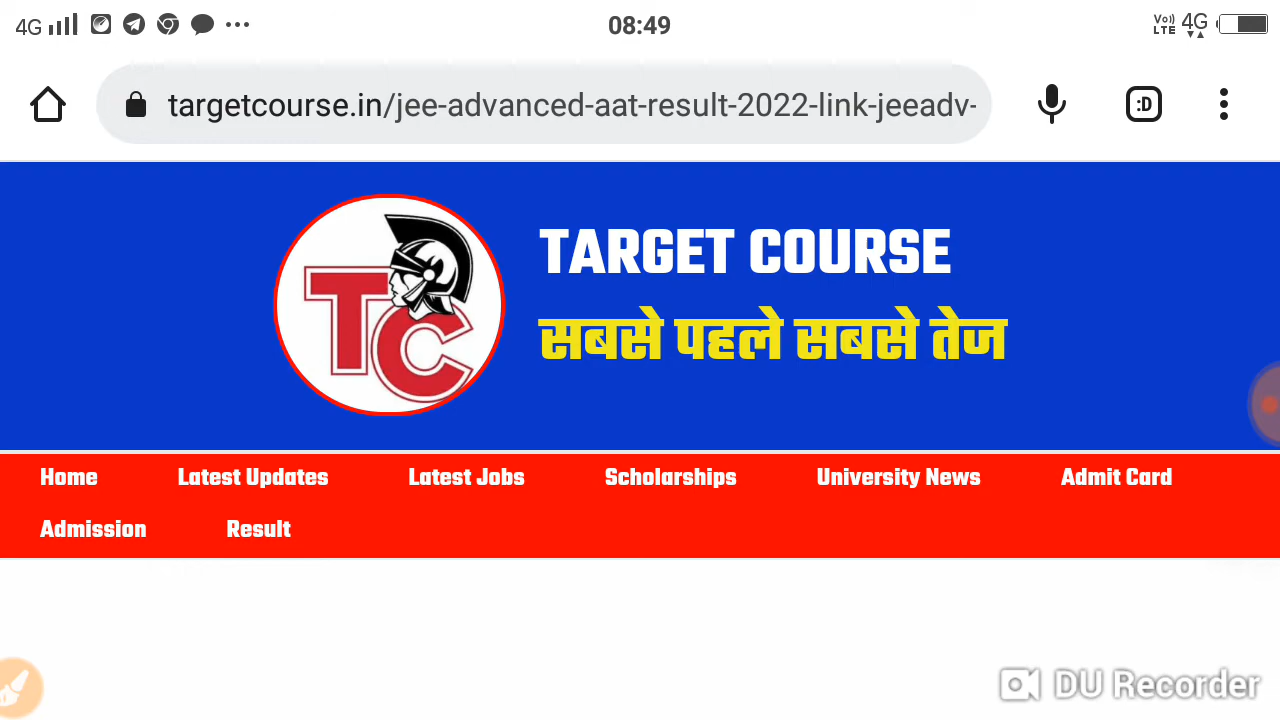 4G 08:49 Vo)) LTE 4G
targetcourse.in/jee-advanced-aat-result-2022-link-jeeadv- :D
TC
TARGET COURSE
सबसे पहले सबसे तेज
Home Latest Updates Latest Jobs Scholarships University News Admit Card
Admission Result
DU Recorder